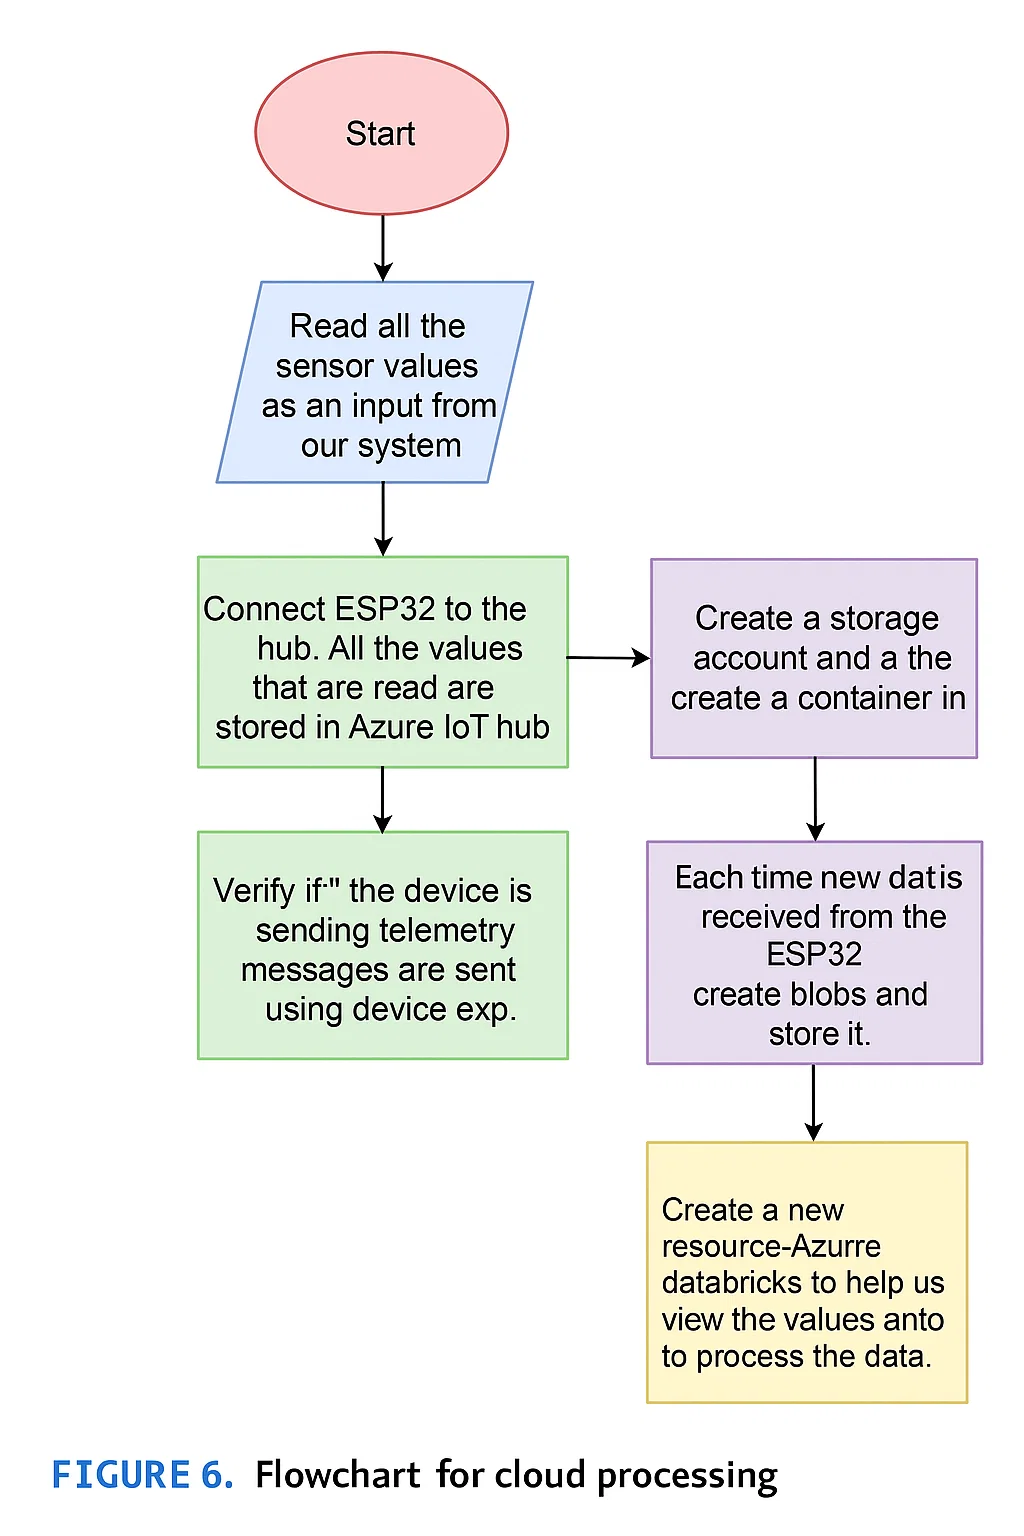 Start
Read all the
sensor values
as an input from
our system
Connect ESP32 to the
hub. All the values
that are read are
stored in Azure IoT hub
Verify if·" the device is
sending telemetry
messages are sent
using device exp.
Create a storage
account and a the
create a container in
Each time new dat is
received from the
ESP32
create blobs and
store it.
Create a new
resource-Azurre
databricks to help us
view the values anto
to process the data.
FIGURE 6. Flowchart for cloud processing